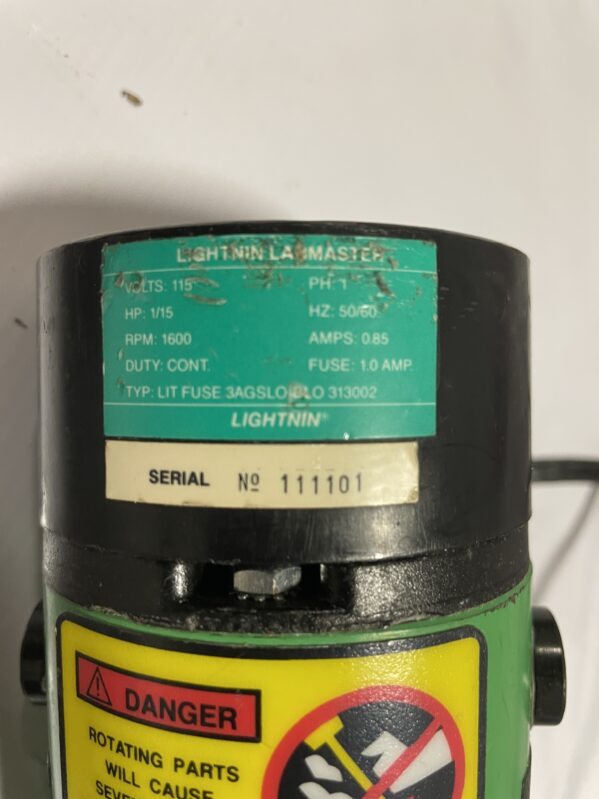 LIGHTNIN LABMASTER
VOLTS: 115 PH: 1
HP: 1/15 HZ: 50/60
RPM: 1600 AMPS: 0.85
DUTY: CONT. FUSE: 1.0 AMP.
TYP: LIT FUSE 3AGSLO-BLO 313002
LIGHTNIN®
SERIAL Nº 111101
DANGER
ROTATING PARTS
WILL CAUSE